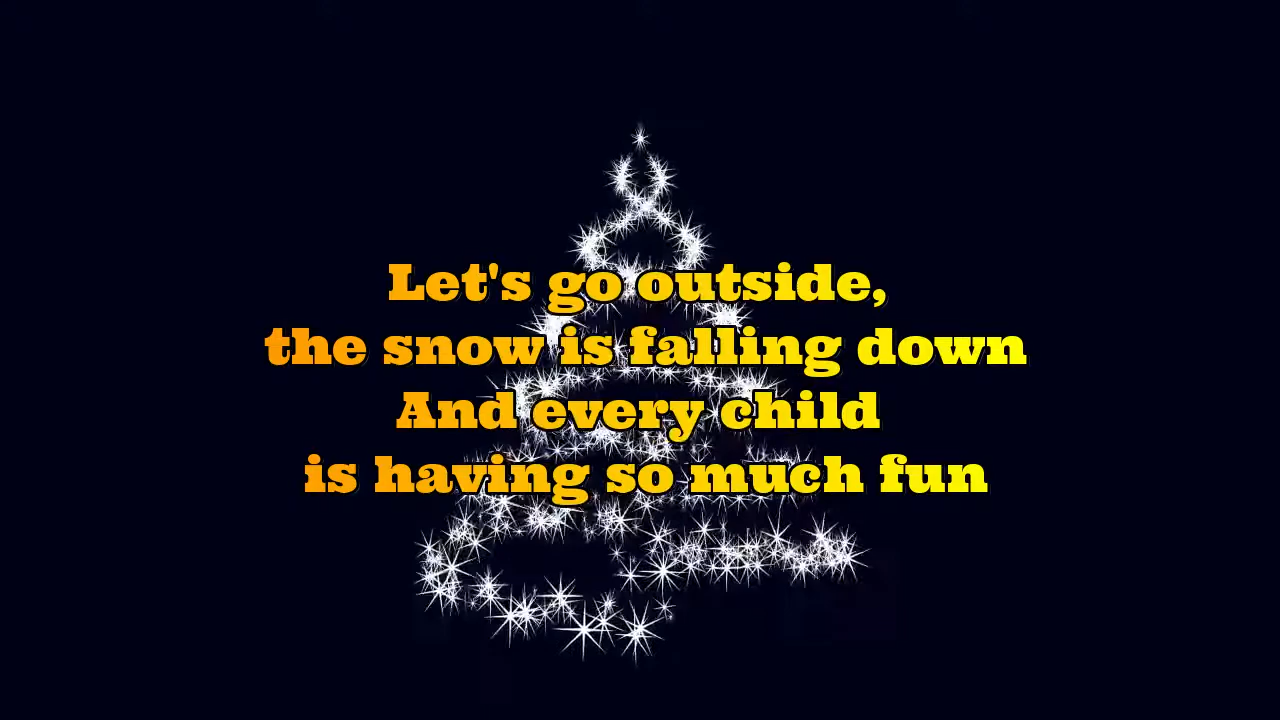 Let's go outside,
the snow is falling down
And every child
is having so much fun